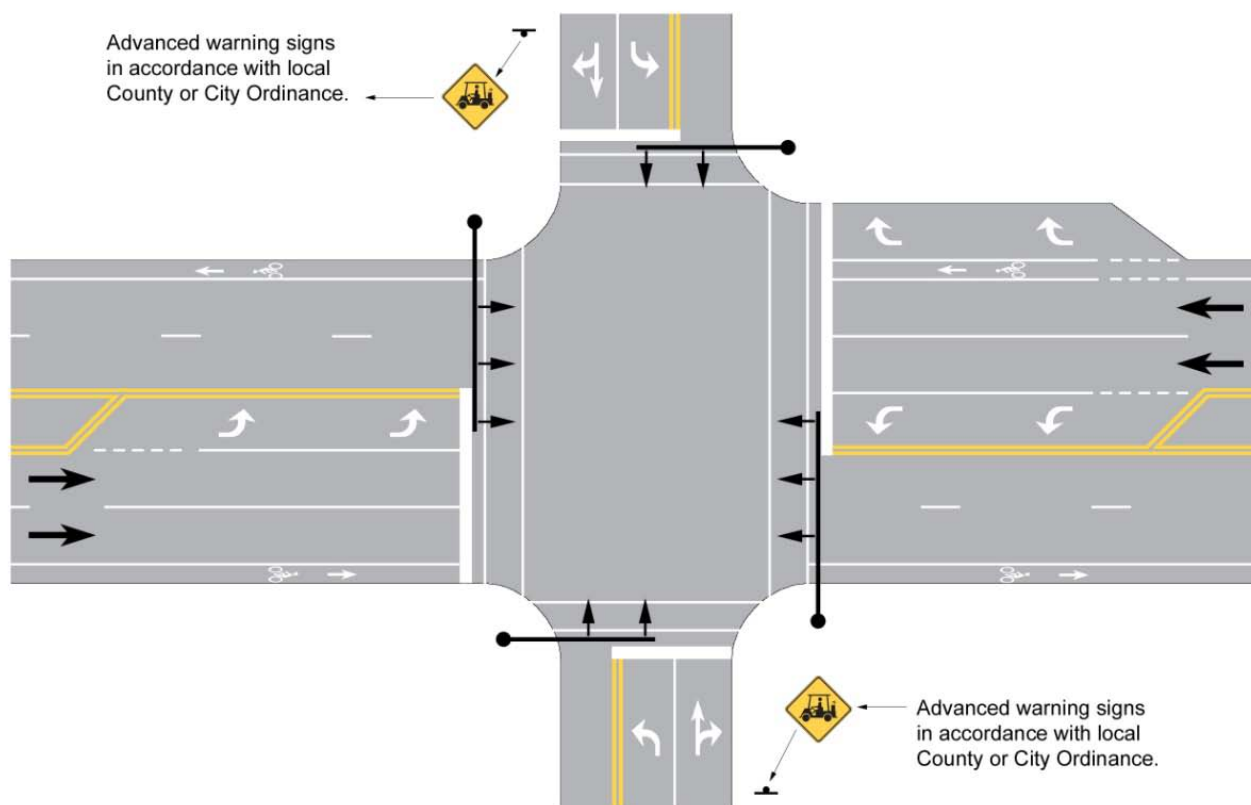 Advanced warning signs
in accordance with local
County or City Ordinance.
Advanced warning signs
in accordance with local
County or City Ordinance.